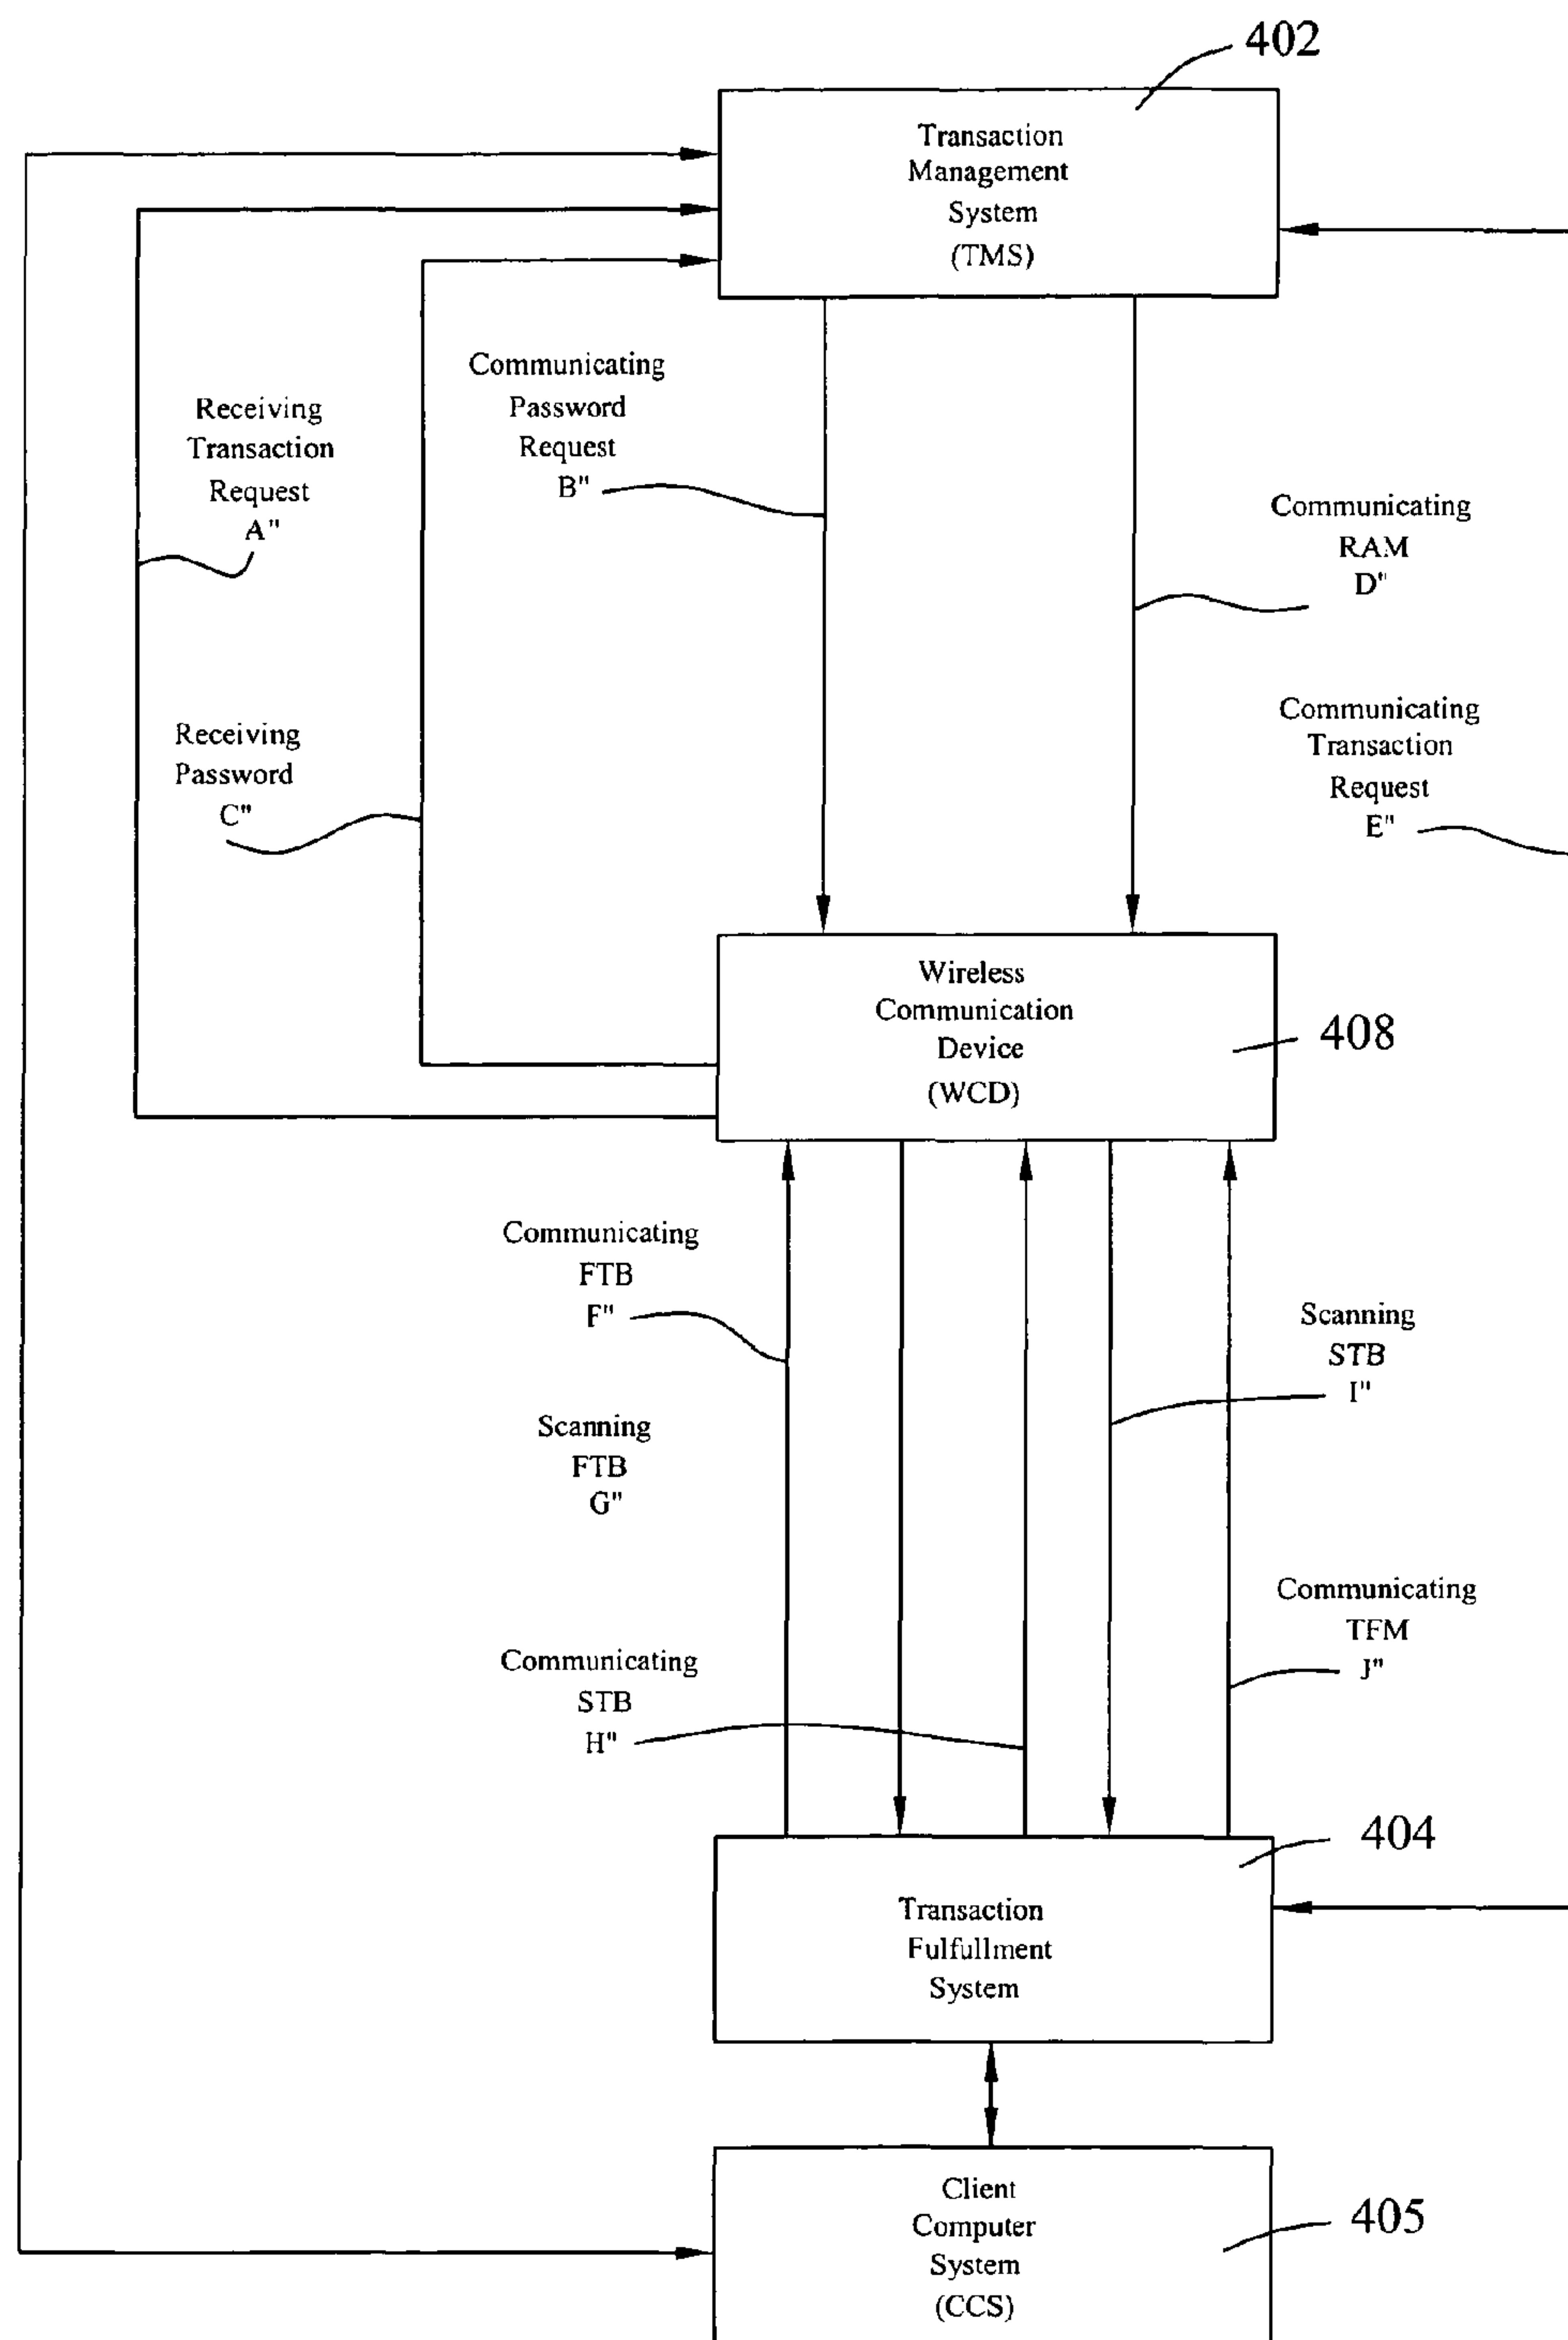 402
Transaction
Management
System
(TMS)
Communicating
Password
Request
B"
Receiving
Transaction
Request
A"
Communicating
RAM
D"
Communicating
Transaction
Request
E"
Receiving
Password
C"
Wireless
Communication
Device
(WCD)
408
Communicating
FTB
F"
Scanning
STB
I"
Scanning
FTB
G"
Communicating
TFM
J"
Communicating
STB
H"
404
Transaction
Fulfullment
System
Client
Computer
System
(CCS)
405